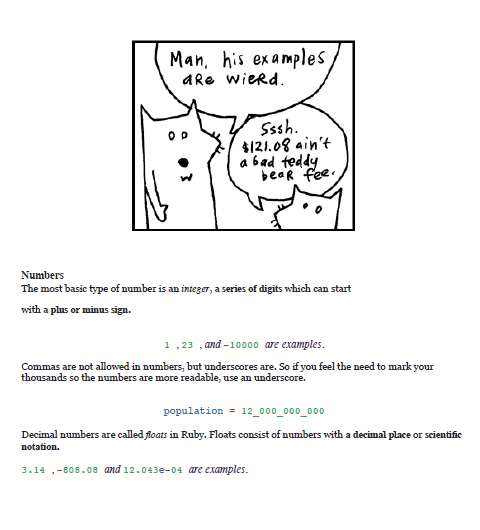 Man, his examples
aRe wieRd.
Sssh.
$121.08 ain't
a bad teddy
beaR fee.
Numbers
The most basic type of number is an integer, a series of digits which can start
with a plus or minus sign.
1 ,23 , and -10000 are examples.
Commas are not allowed in numbers, but underscores are. So if you feel the need to mark your
thousands so the numbers are more readable, use an underscore.
population = 12_000_000_000
Decimal numbers are called floats in Ruby. Floats consist of numbers with a decimal place or scientific
notation.
3.14 ,-808.08 and 12.043e-04 are examples.